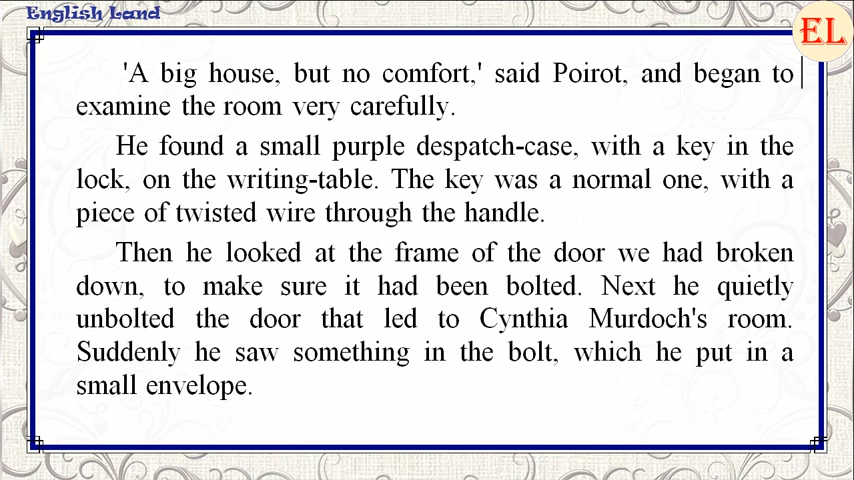 English Land
EL
'A big house, but no comfort,' said Poirot, and began to
examine the room very carefully.
He found a small purple despatch-case, with a key in the
lock, on the writing-table. The key was a normal one, with a
piece of twisted wire through the handle.
Then he looked at the frame of the door we had broken
down, to make sure it had been bolted. Next he quietly
unbolted the door that led to Cynthia Murdoch's room.
Suddenly he saw something in the bolt, which he put in a
small envelope.